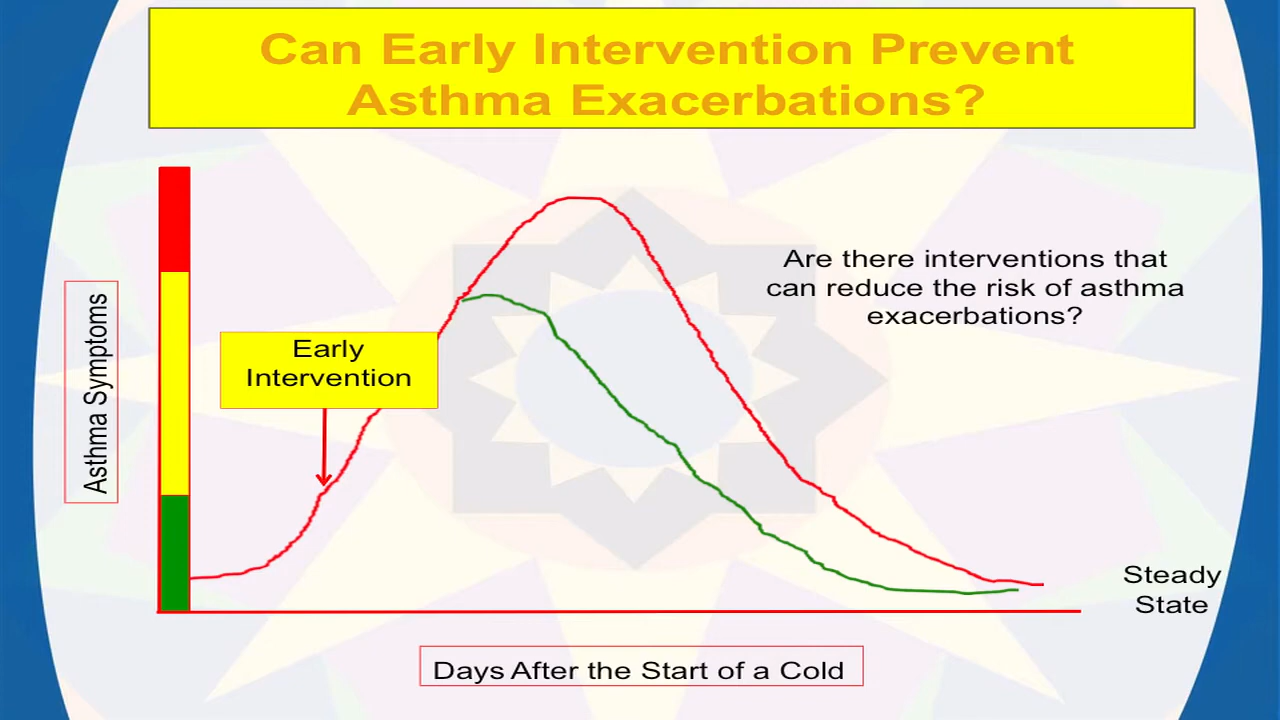 Can Early Intervention Prevent
Asthma Exacerbations?
Are there interventions that
can reduce the risk of asthma
exacerbations?
Early
Intervention
Asthma Symptoms
Steady
State
Days After the Start of a Cold